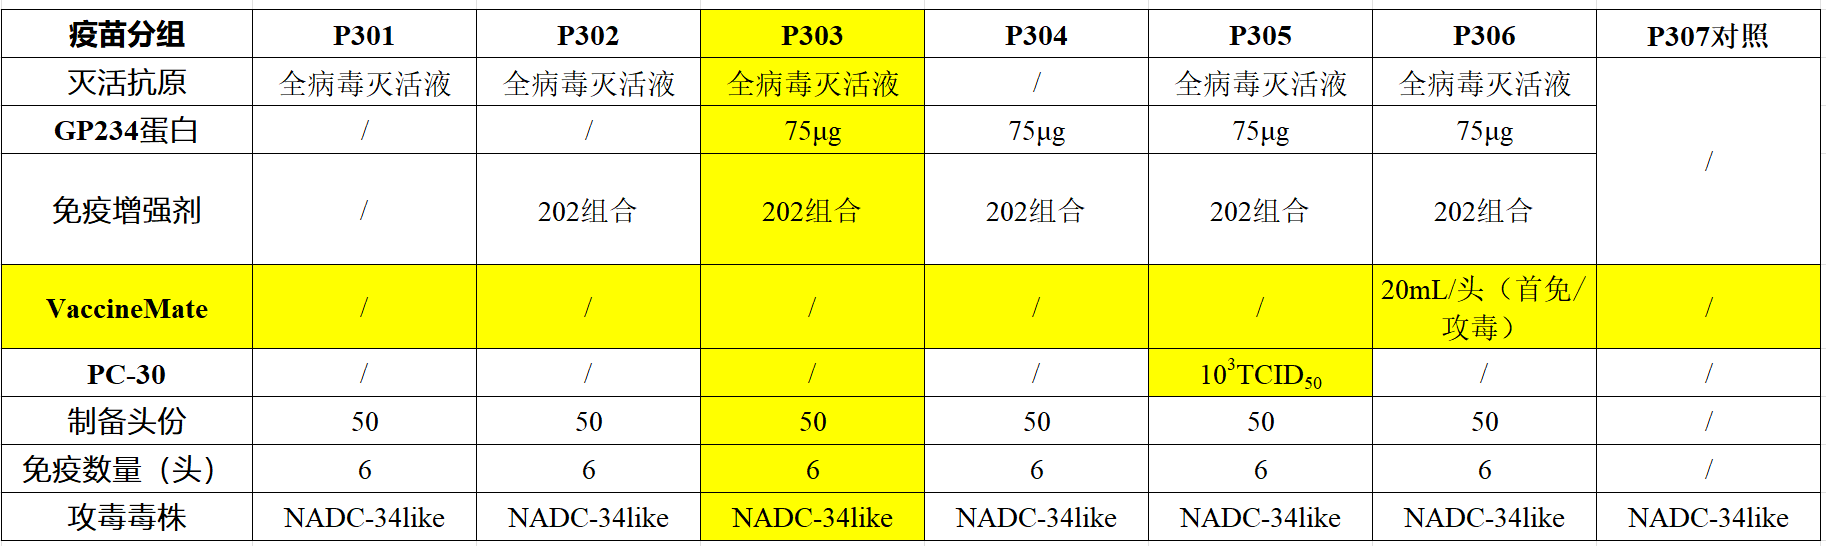 疫苗分组 P301 P302 P303 P304 P305 P306 P307对照
灭活抗原 全病毒灭活液 全病毒灭活液 全病毒灭活液 / 全病毒灭活液 全病毒灭活液 /
GP234蛋白 / / 75μg 75μg 75μg 75μg
免疫增强剂 / 202组合 202组合 202组合 202组合 202组合
VaccineMate / / / / / 20mL/头（首免/
攻毒） /
PC-30 / / / / 10³TCID₅₀ / /
制备头份 50 50 50 50 50 50 /
免疫数量（头） 6 6 6 6 6 6 /
攻毒毒株 NADC-34like NADC-34like NADC-34like NADC-34like NADC-34like NADC-34like NADC-34like